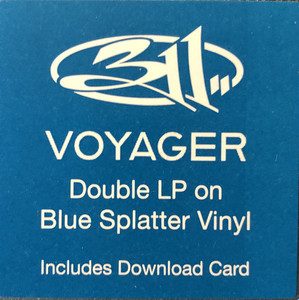 311
VOYAGER
Double LP on
Blue Splatter Vinyl
Includes Download Card